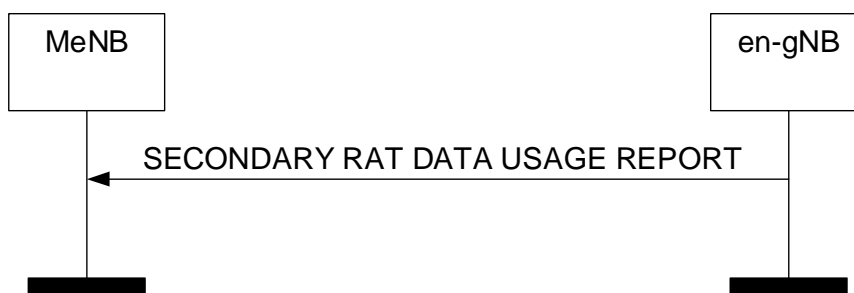 MeNB
en-gNB
SECONDARY RAT DATA USAGE REPORT